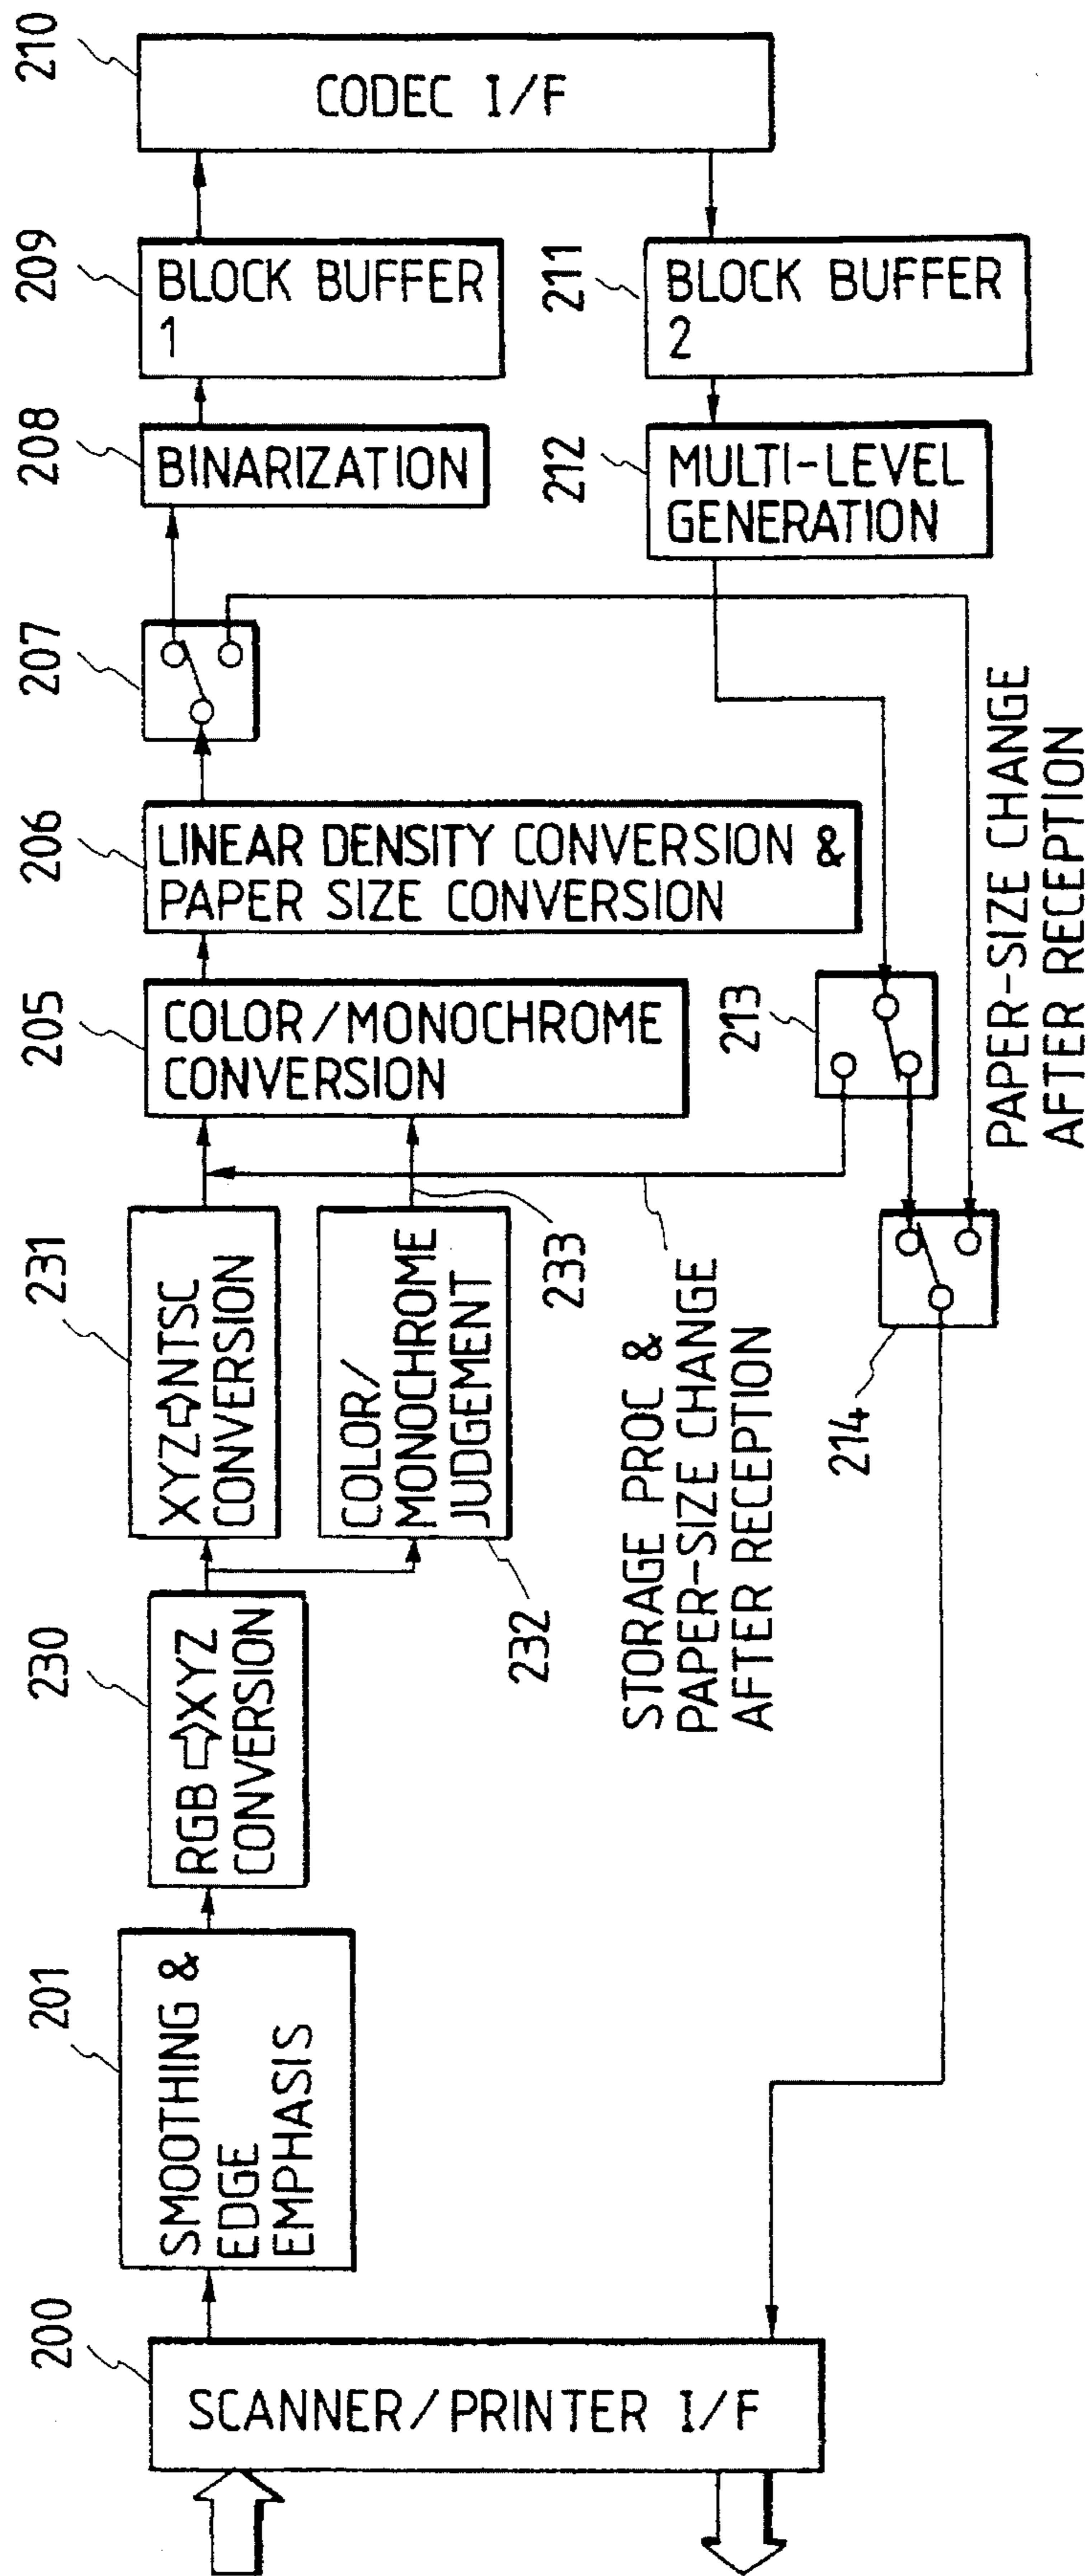 200
SCANNER/PRINTER I/F
201
SMOOTHING &
EDGE
EMPHASIS
230
RGB⇨XYZ
CONVERSION
231
XYZ⇨NTSC
CONVERSION
COLOR/
MONOCHROME
JUDGEMENT
232
233
205
COLOR/MONOCHROME
CONVERSION
206
LINEAR DENSITY CONVERSION &
PAPER SIZE CONVERSION
207
208
BINARIZATION
209
BLOCK BUFFER
1
210
CODEC I/F
211
BLOCK BUFFER
2
212
MULTI-LEVEL
GENERATION
213
214
STORAGE PROC &
PAPER-SIZE CHANGE
AFTER RECEPTION
PAPER-SIZE CHANGE
AFTER RECEPTION